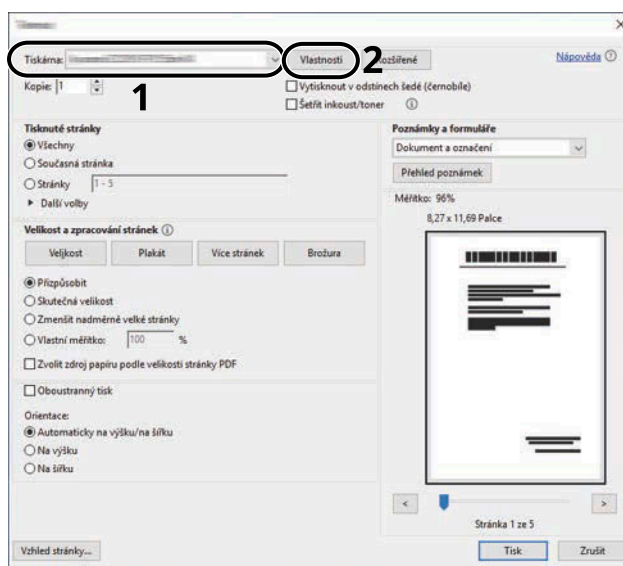 Tiskárna:
Vlastnosti
2
ozšířené
Nápověda
Kopie: 1
1
Vytisknout v odstínech šedé (černobíle)
Šetřit inkoust/toner
Tisknuté stránky
Všechny
Současná stránka
Stránky 1 - 5
Další volby
Poznámky a formuláře
Dokument a označení
Přehled poznámek
Měřítko: 96%
8,27 x 11,69 Palce
Velikost a zpracování stránek
Velikost Plakát Více stránek Brožura
Přizpůsobit
Skutečná velikost
Zmenšit nadměrné velké stránky
Vlastní měřítko: 100 %
Zvolit zdroj papíru podle velikosti stránky PDF
Oboustranný tisk
Orientace:
Automaticky na výšku/na šířku
Na výšku
Na šířku
< >
Stránka 1 ze 5
Vzhled stránky...
Tisk Zrušit